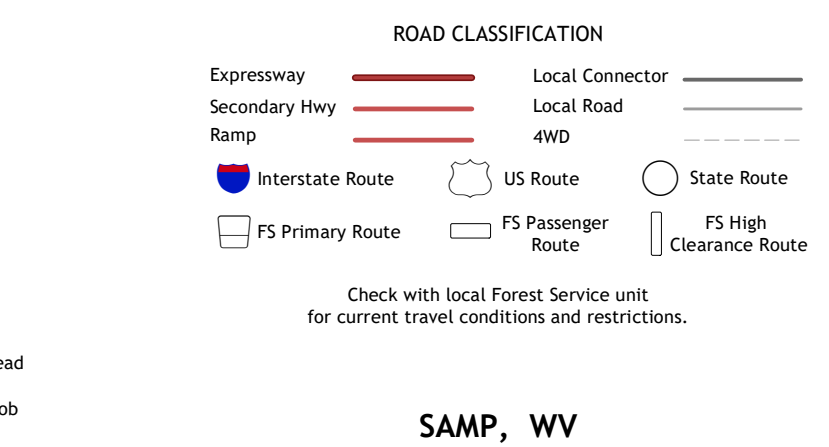 ROAD CLASSIFICATION
Expressway
Local Connector
Secondary Hwy
Local Road
Ramp
4WD
Interstate Route
US Route
State Route
FS Primary Route
FS Passenger
Route
FS High
Clearance Route
Check with local Forest Service unit
for current travel conditions and restrictions.
ead
ob
SAMP, WV